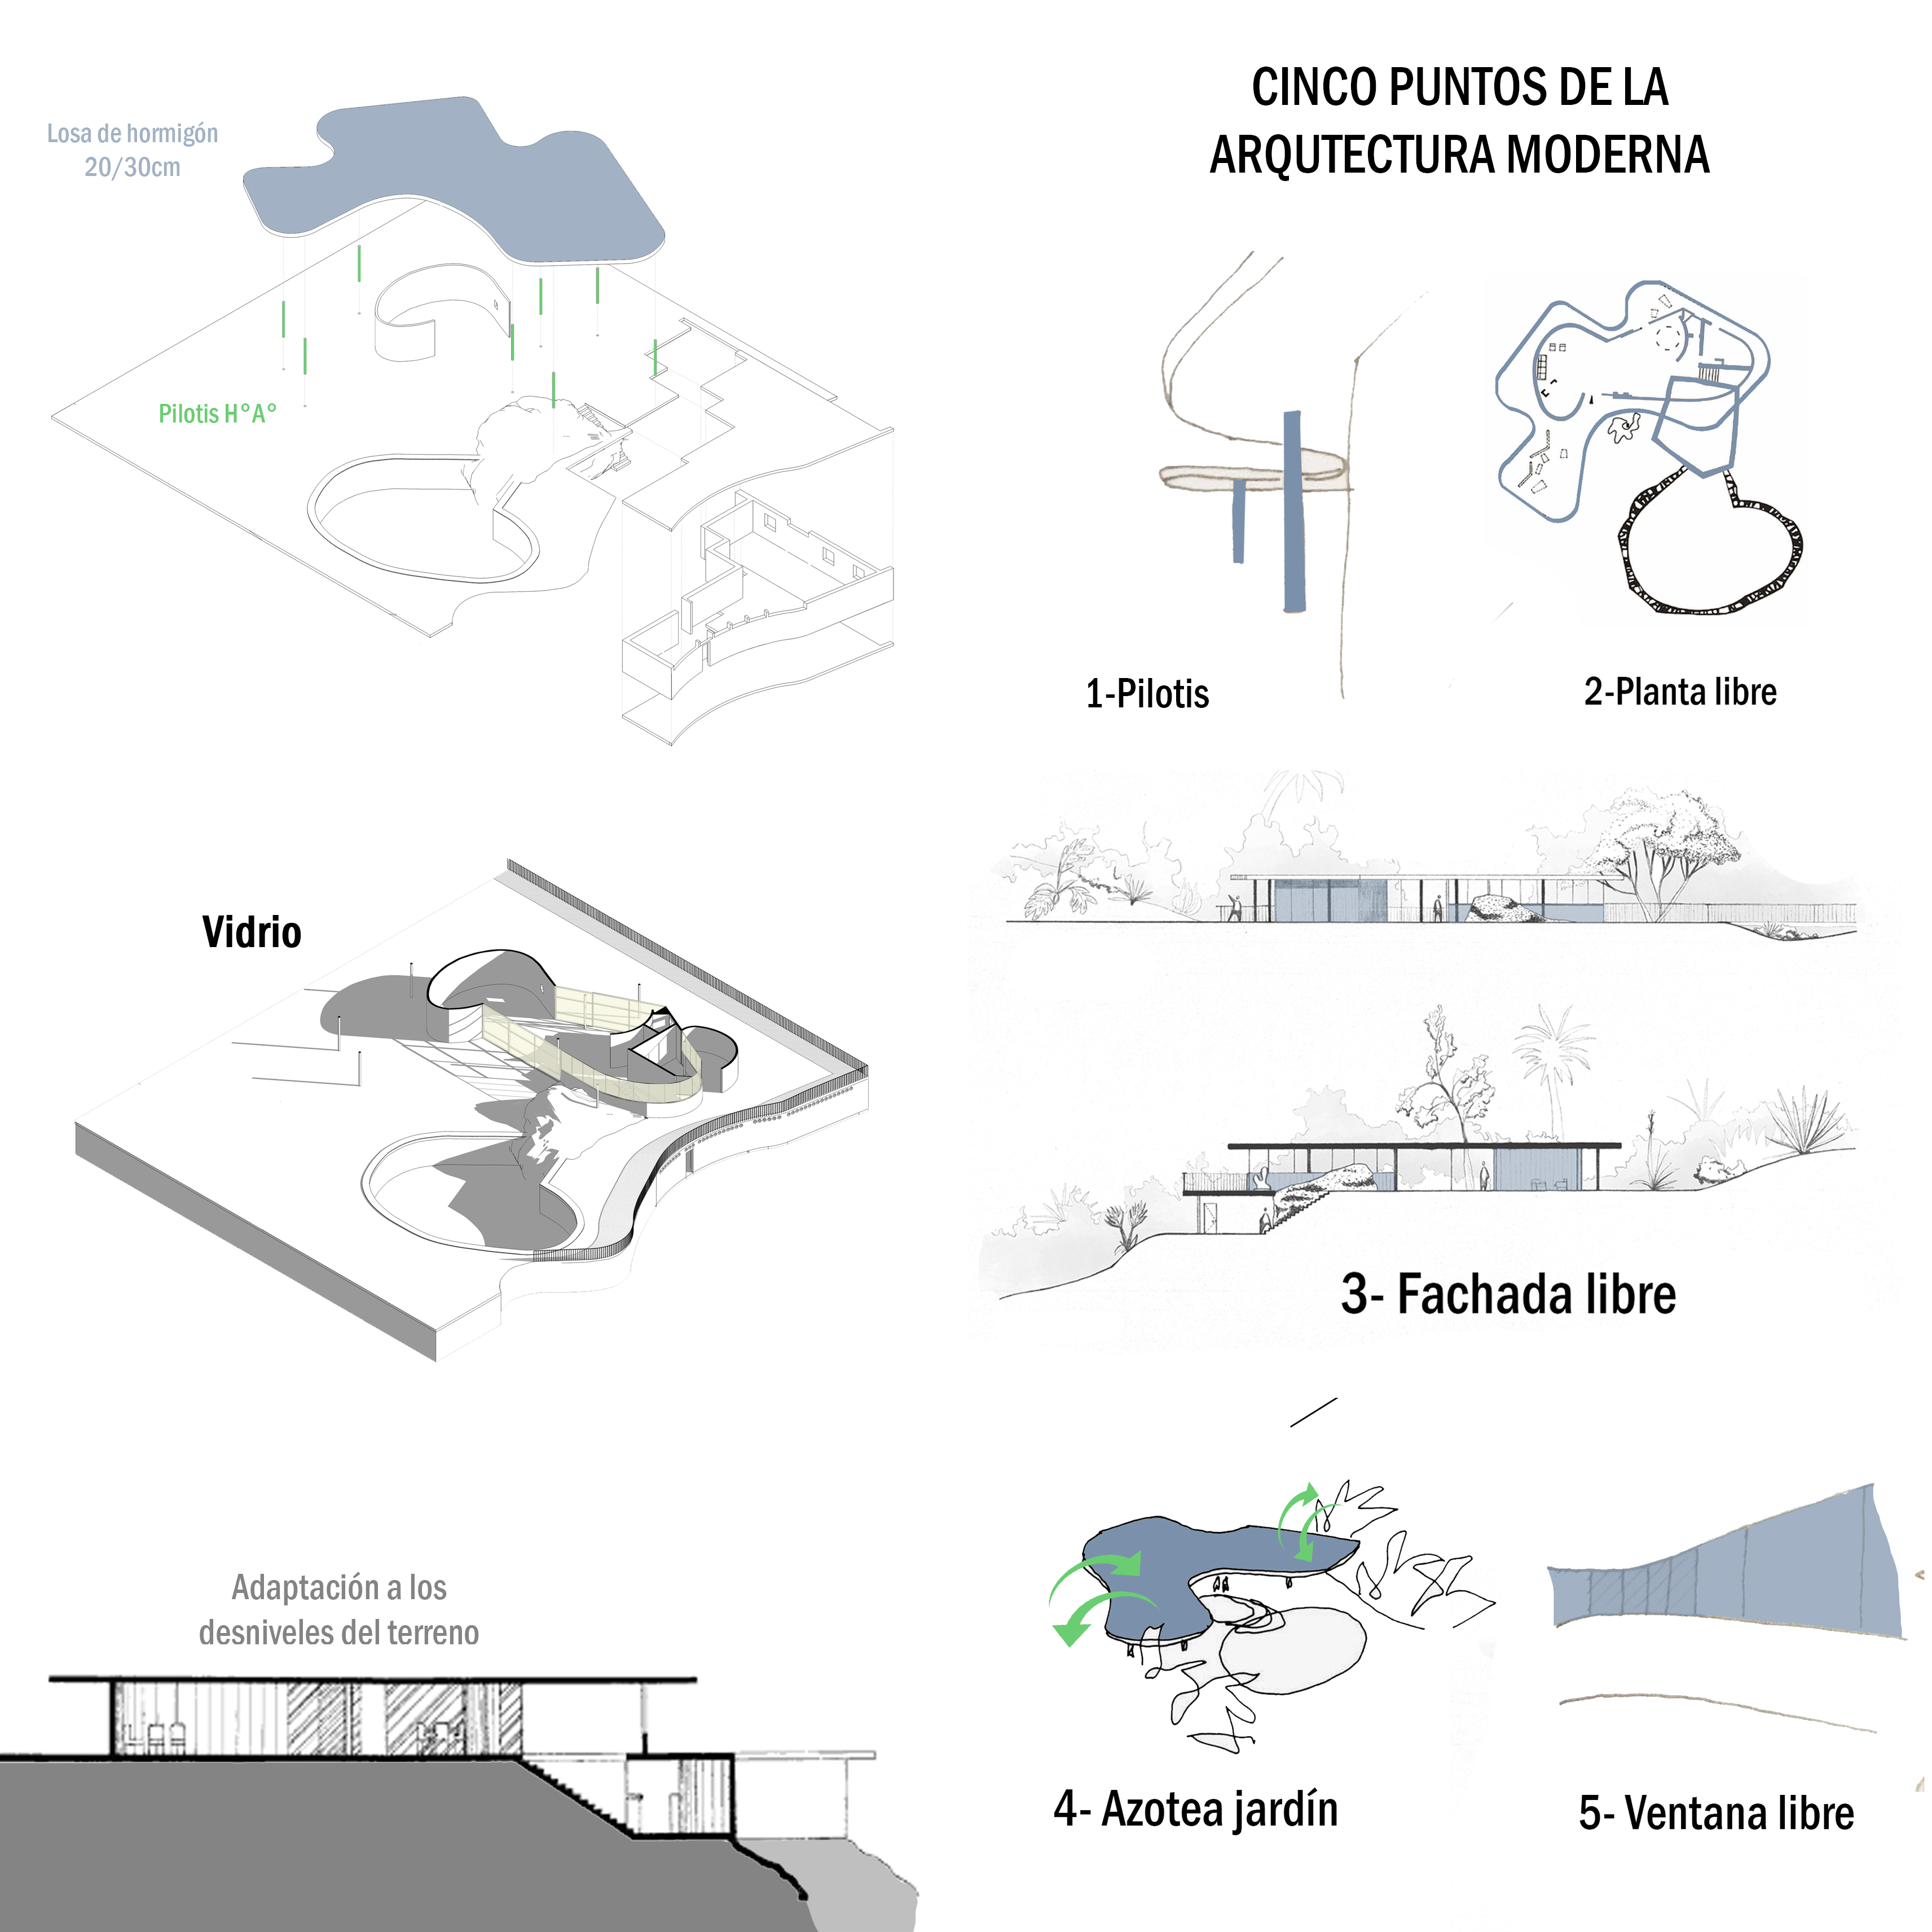 Losa de hormigón
20/30cm
Pilotis H°A°
CINCO PUNTOS DE LA
ARQUTECTURA MODERNA
1-Pilotis
2-Planta libre
Vidrio
3- Fachada libre
Adaptación a los
desniveles del terreno
4- Azotea jardín
5- Ventana libre